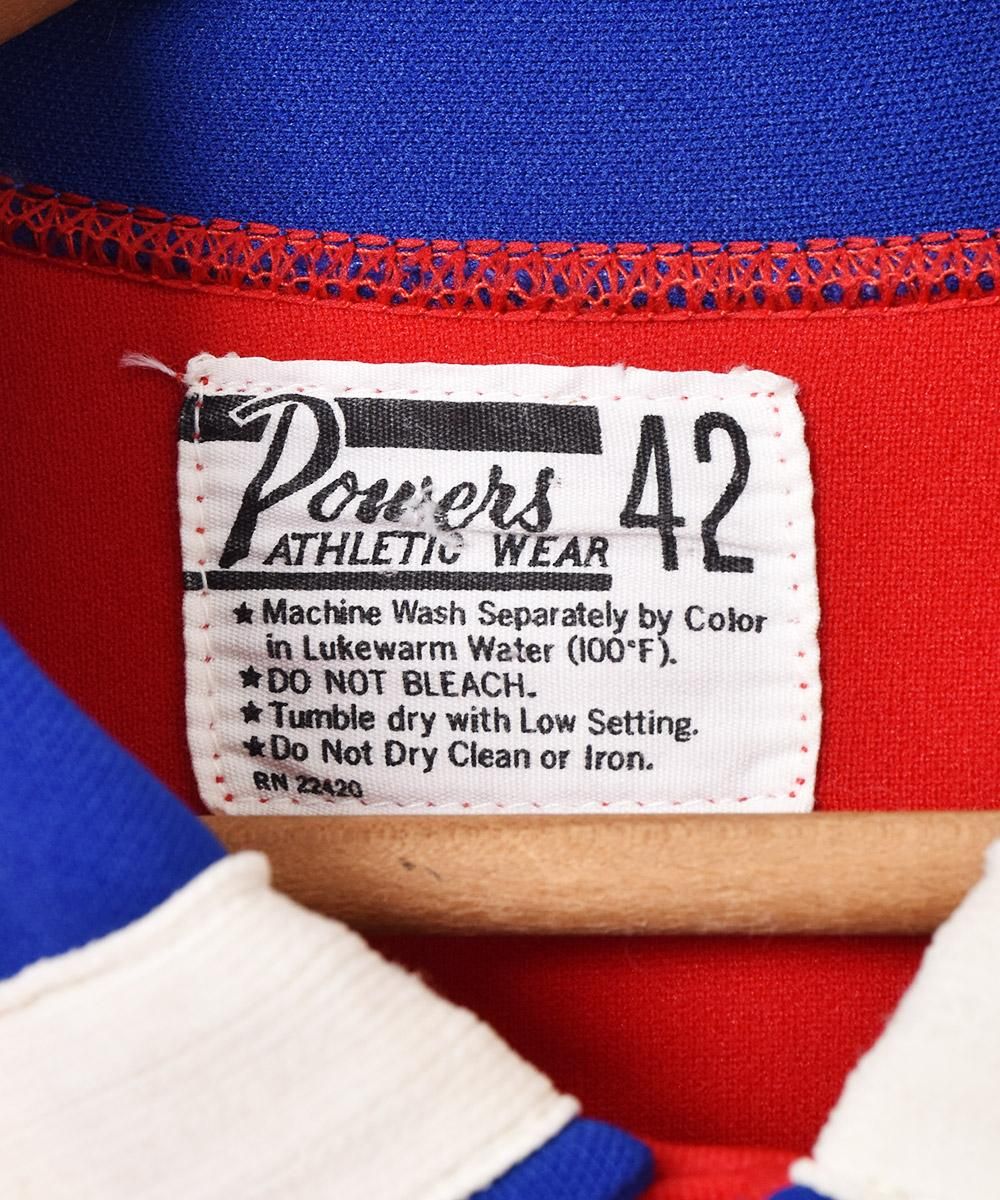 Powers 42
ATHLETIC WEAR
★ Machine Wash Separately by Color
in Lukewarm Water (100°F).
★ DO NOT BLEACH.
★ Tumble dry with Low Setting.
★ Do Not Dry Clean or Iron.
RN 22420